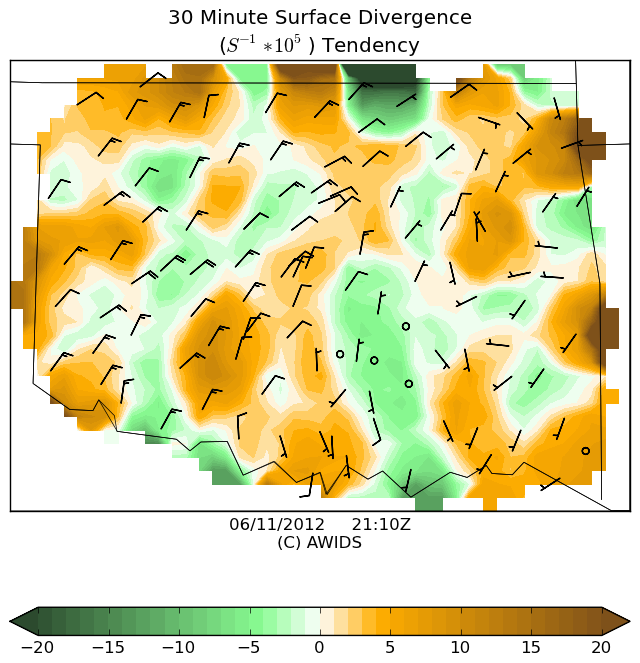 30 Minute Surface Divergence
(S⁻¹ *10⁵ ) Tendency
06/11/2012 21:10Z
(C) AWIDS
−20 −15 −10 −5 0 5 10 15 20